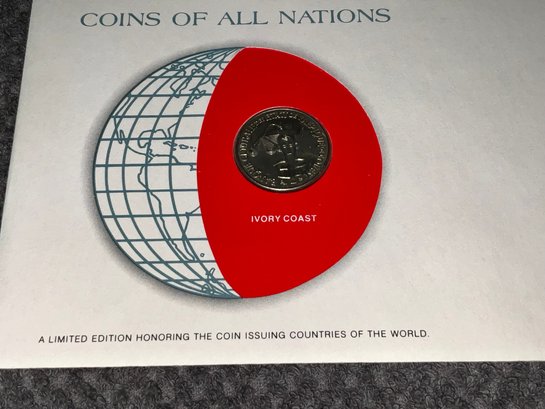 COINS OF ALL NATIONS
IVORY COAST
A LIMITED EDITION HONORING THE COIN ISSUING COUNTRIES OF THE WORLD.